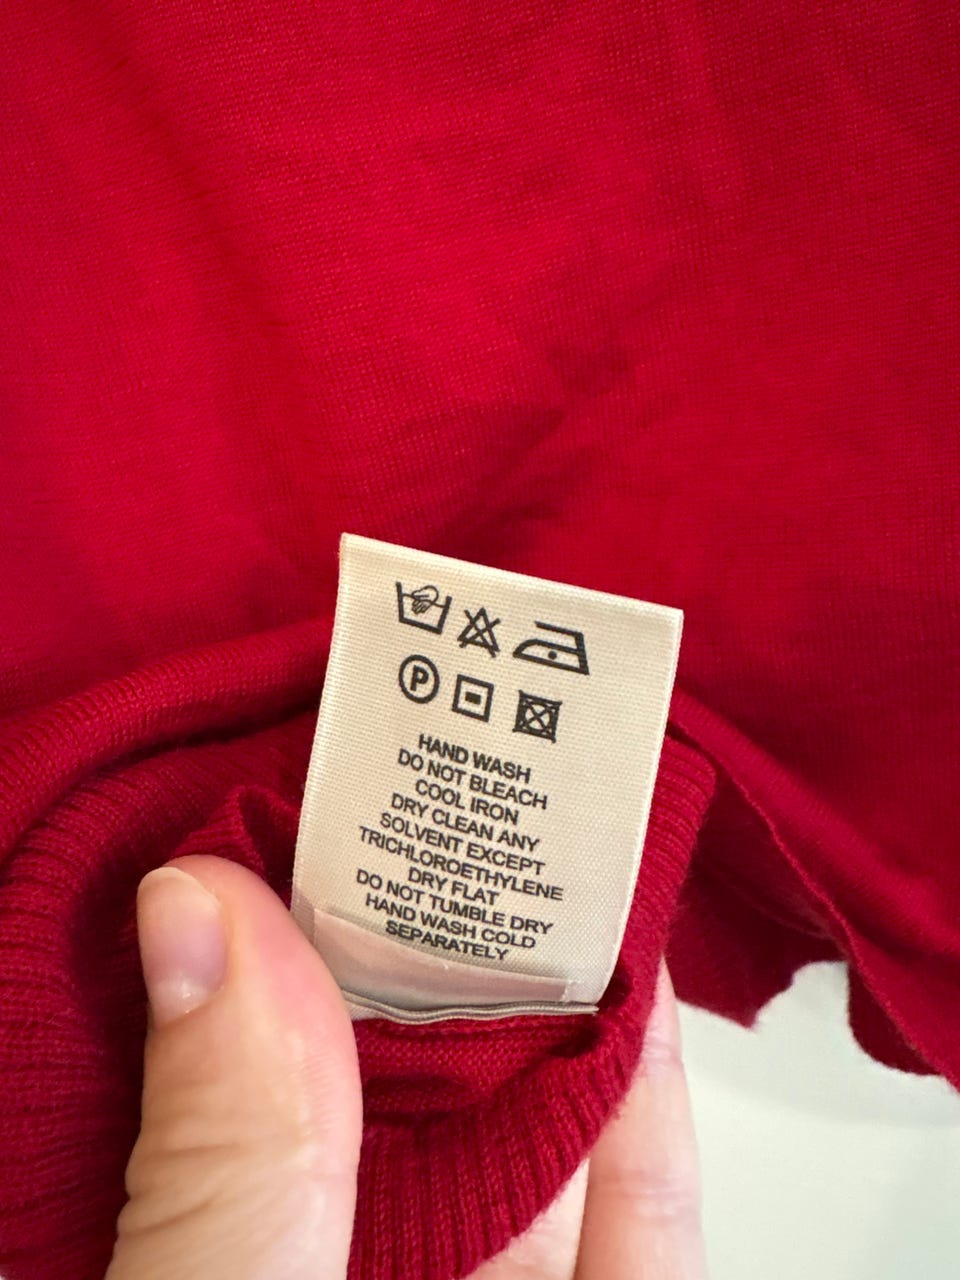 P
HAND WASH
DO NOT BLEACH
COOL IRON
DRY CLEAN ANY
SOLVENT EXCEPT
TRICHLOROETHYLENE
DRY FLAT
DO NOT TUMBLE DRY
HAND WASH COLD
SEPARATELY